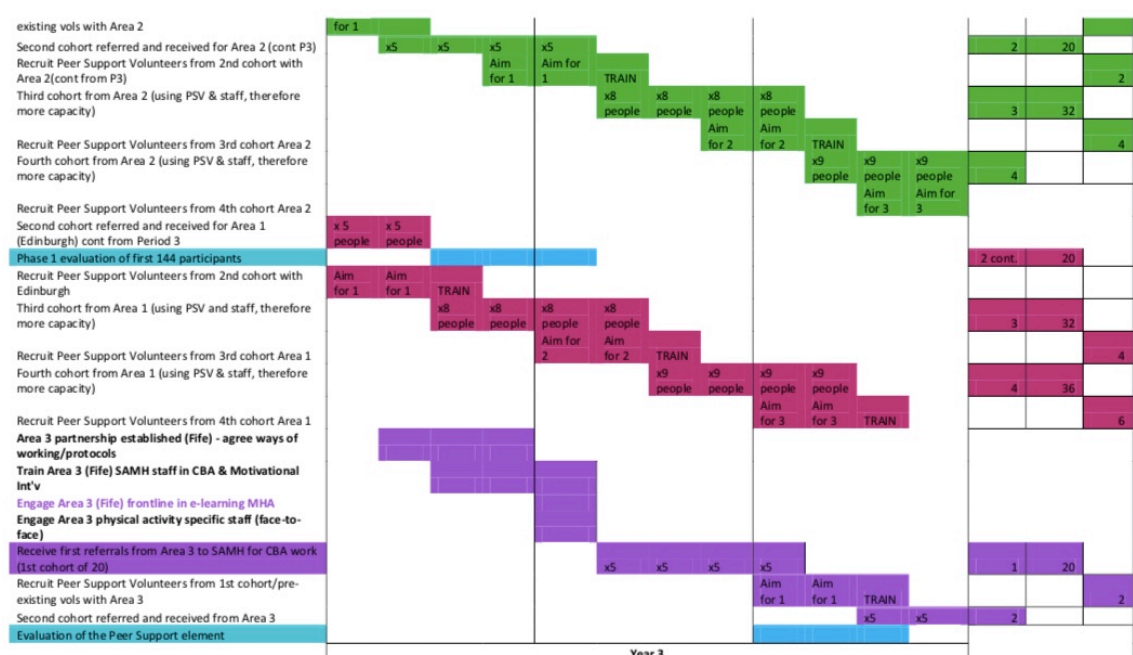 existing vols with Area 2 for 1
Second cohort referred and received for Area 2 (cont P3) x5 x5 x5 x5 2 20
Recruit Peer Support Volunteers from 2nd cohort with Aim Aim for
Area 2(cont from P3) for 1 1 TRAIN 2
Third cohort from Area 2 (using PSV & staff, therefore x8 x8 x8 x8
more capacity) people people people people 3 32
Aim Aim
Recruit Peer Support Volunteers from 3rd cohort Area 2 for 2 for 2 TRAIN 4
Fourth cohort from Area 2 (using PSV & staff, therefore x9 x9 x9
more capacity) people people people 4
Aim Aim for
Recruit Peer Support Volunteers from 4th cohort Area 2 for 3 3
Second cohort referred and received for Area 1 x 5 x 5
(Edinburgh) cont from Period 3 people people
Phase 1 evaluation of first 144 participants 2 cont. 20
Recruit Peer Support Volunteers from 2nd cohort with Aim Aim
Edinburgh for 1 for 1 TRAIN
Third cohort from Area 1 (using PSV and staff, therefore x8 x8 x8 x8
more capacity) people people people people 3 32
Aim for Aim
Recruit Peer Support Volunteers from 3rd cohort Area 1 2 for 2 TRAIN 4
Fourth cohort from Area 1 (using PSV & staff, therefore x9 x9 x9 x9
more capacity) people people people people 4 36
Aim Aim
Recruit Peer Support Volunteers from 4th cohort Area 1 for 3 for 3 TRAIN 6
Area 3 partnership established (Fife) - agree ways of
working/protocols
Train Area 3 (Fife) SAMH staff in CBA & Motivational
Int'v
Engage Area 3 (Fife) frontline in e-learning MHA
Engage Area 3 physical activity specific staff (face-to-
face)
Receive first referrals from Area 3 to SAMH for CBA work
(1st cohort of 20) x5 x5 x5 x5 1 20
Recruit Peer Support Volunteers from 1st cohort/pre- Aim Aim
existing vols with Area 3 for 1 for 1 TRAIN 2
Second cohort referred and received from Area 3 x5 x5 2
Evaluation of the Peer Support element
Year 3